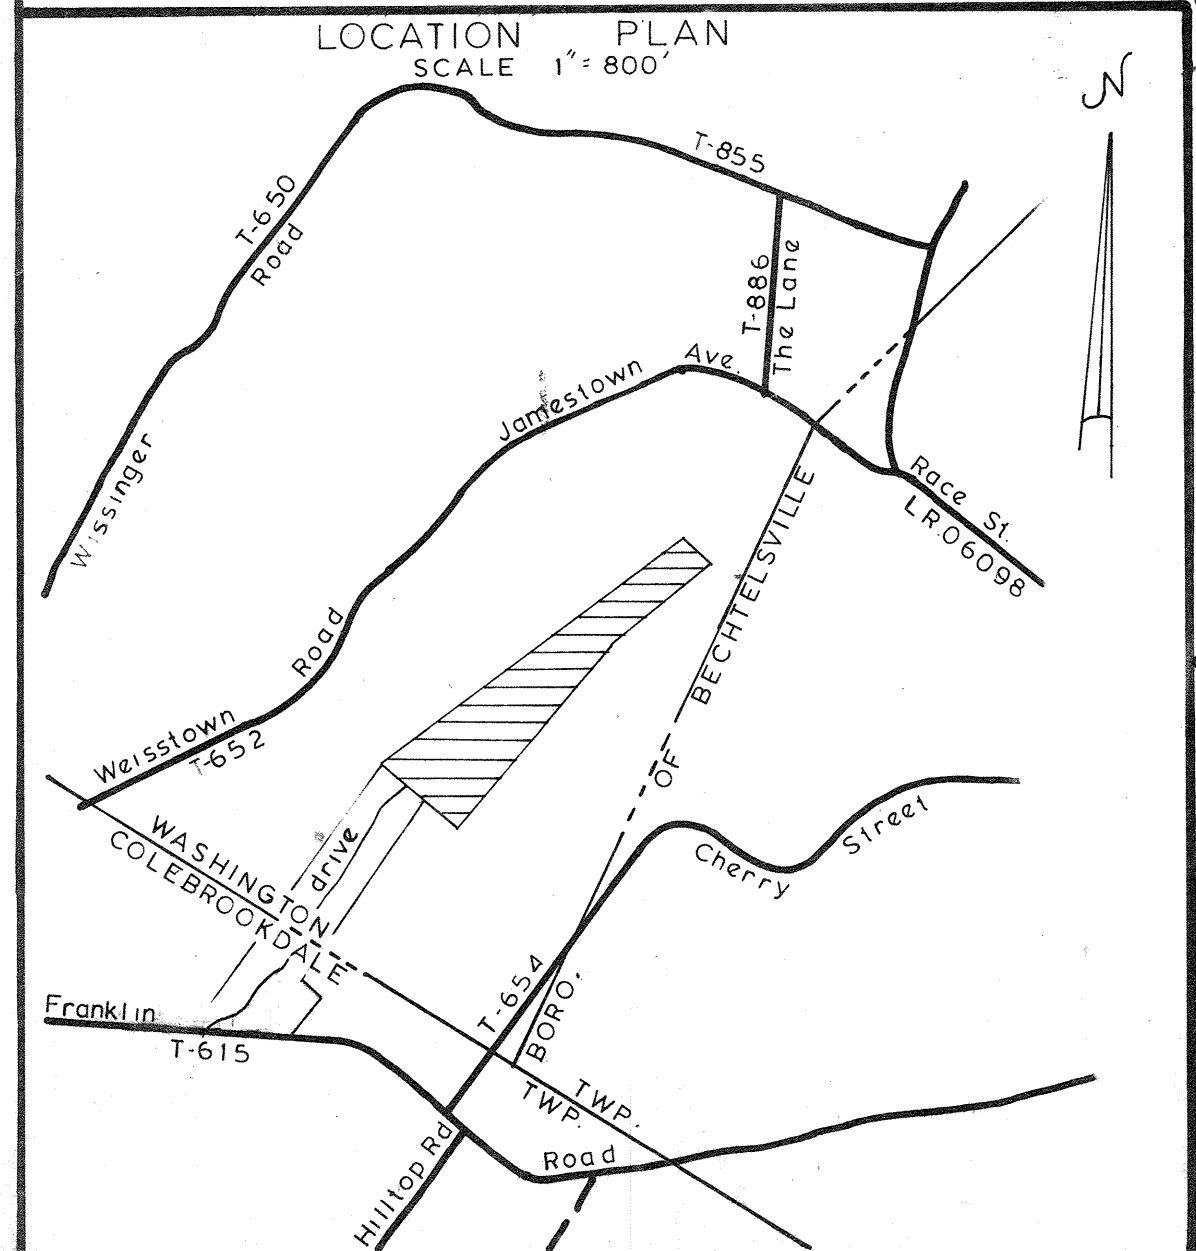 LOCATION PLAN
SCALE 1" = 800'
N
T-855
T-650
Wissinger Road
T-886
The Lane
Jamestown Ave.
Race St.
LR.06098
Weisstown Road
T-652
BORO. OF BECHTELSVILLE
Cherry Street
drive
WASHINGTON TWP.
COLEBROOKDALE TWP.
T-654
Franklin Road
T-615
Hilltop Rd